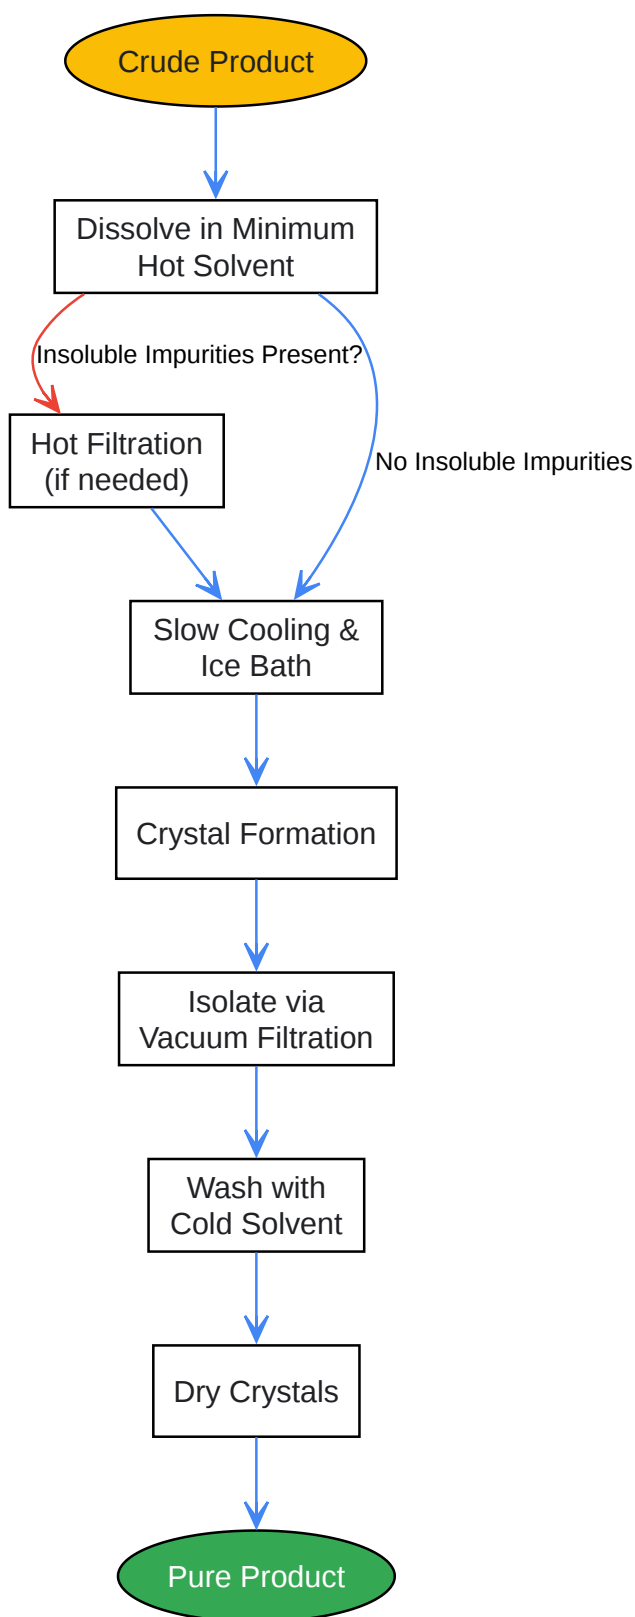 Crude Product
Dissolve in Minimum
Hot Solvent
Insoluble Impurities Present?
Hot Filtration
(if needed)
No Insoluble Impurities
Slow Cooling &
Ice Bath
Crystal Formation
Isolate via
Vacuum Filtration
Wash with
Cold Solvent
Dry Crystals
Pure Product